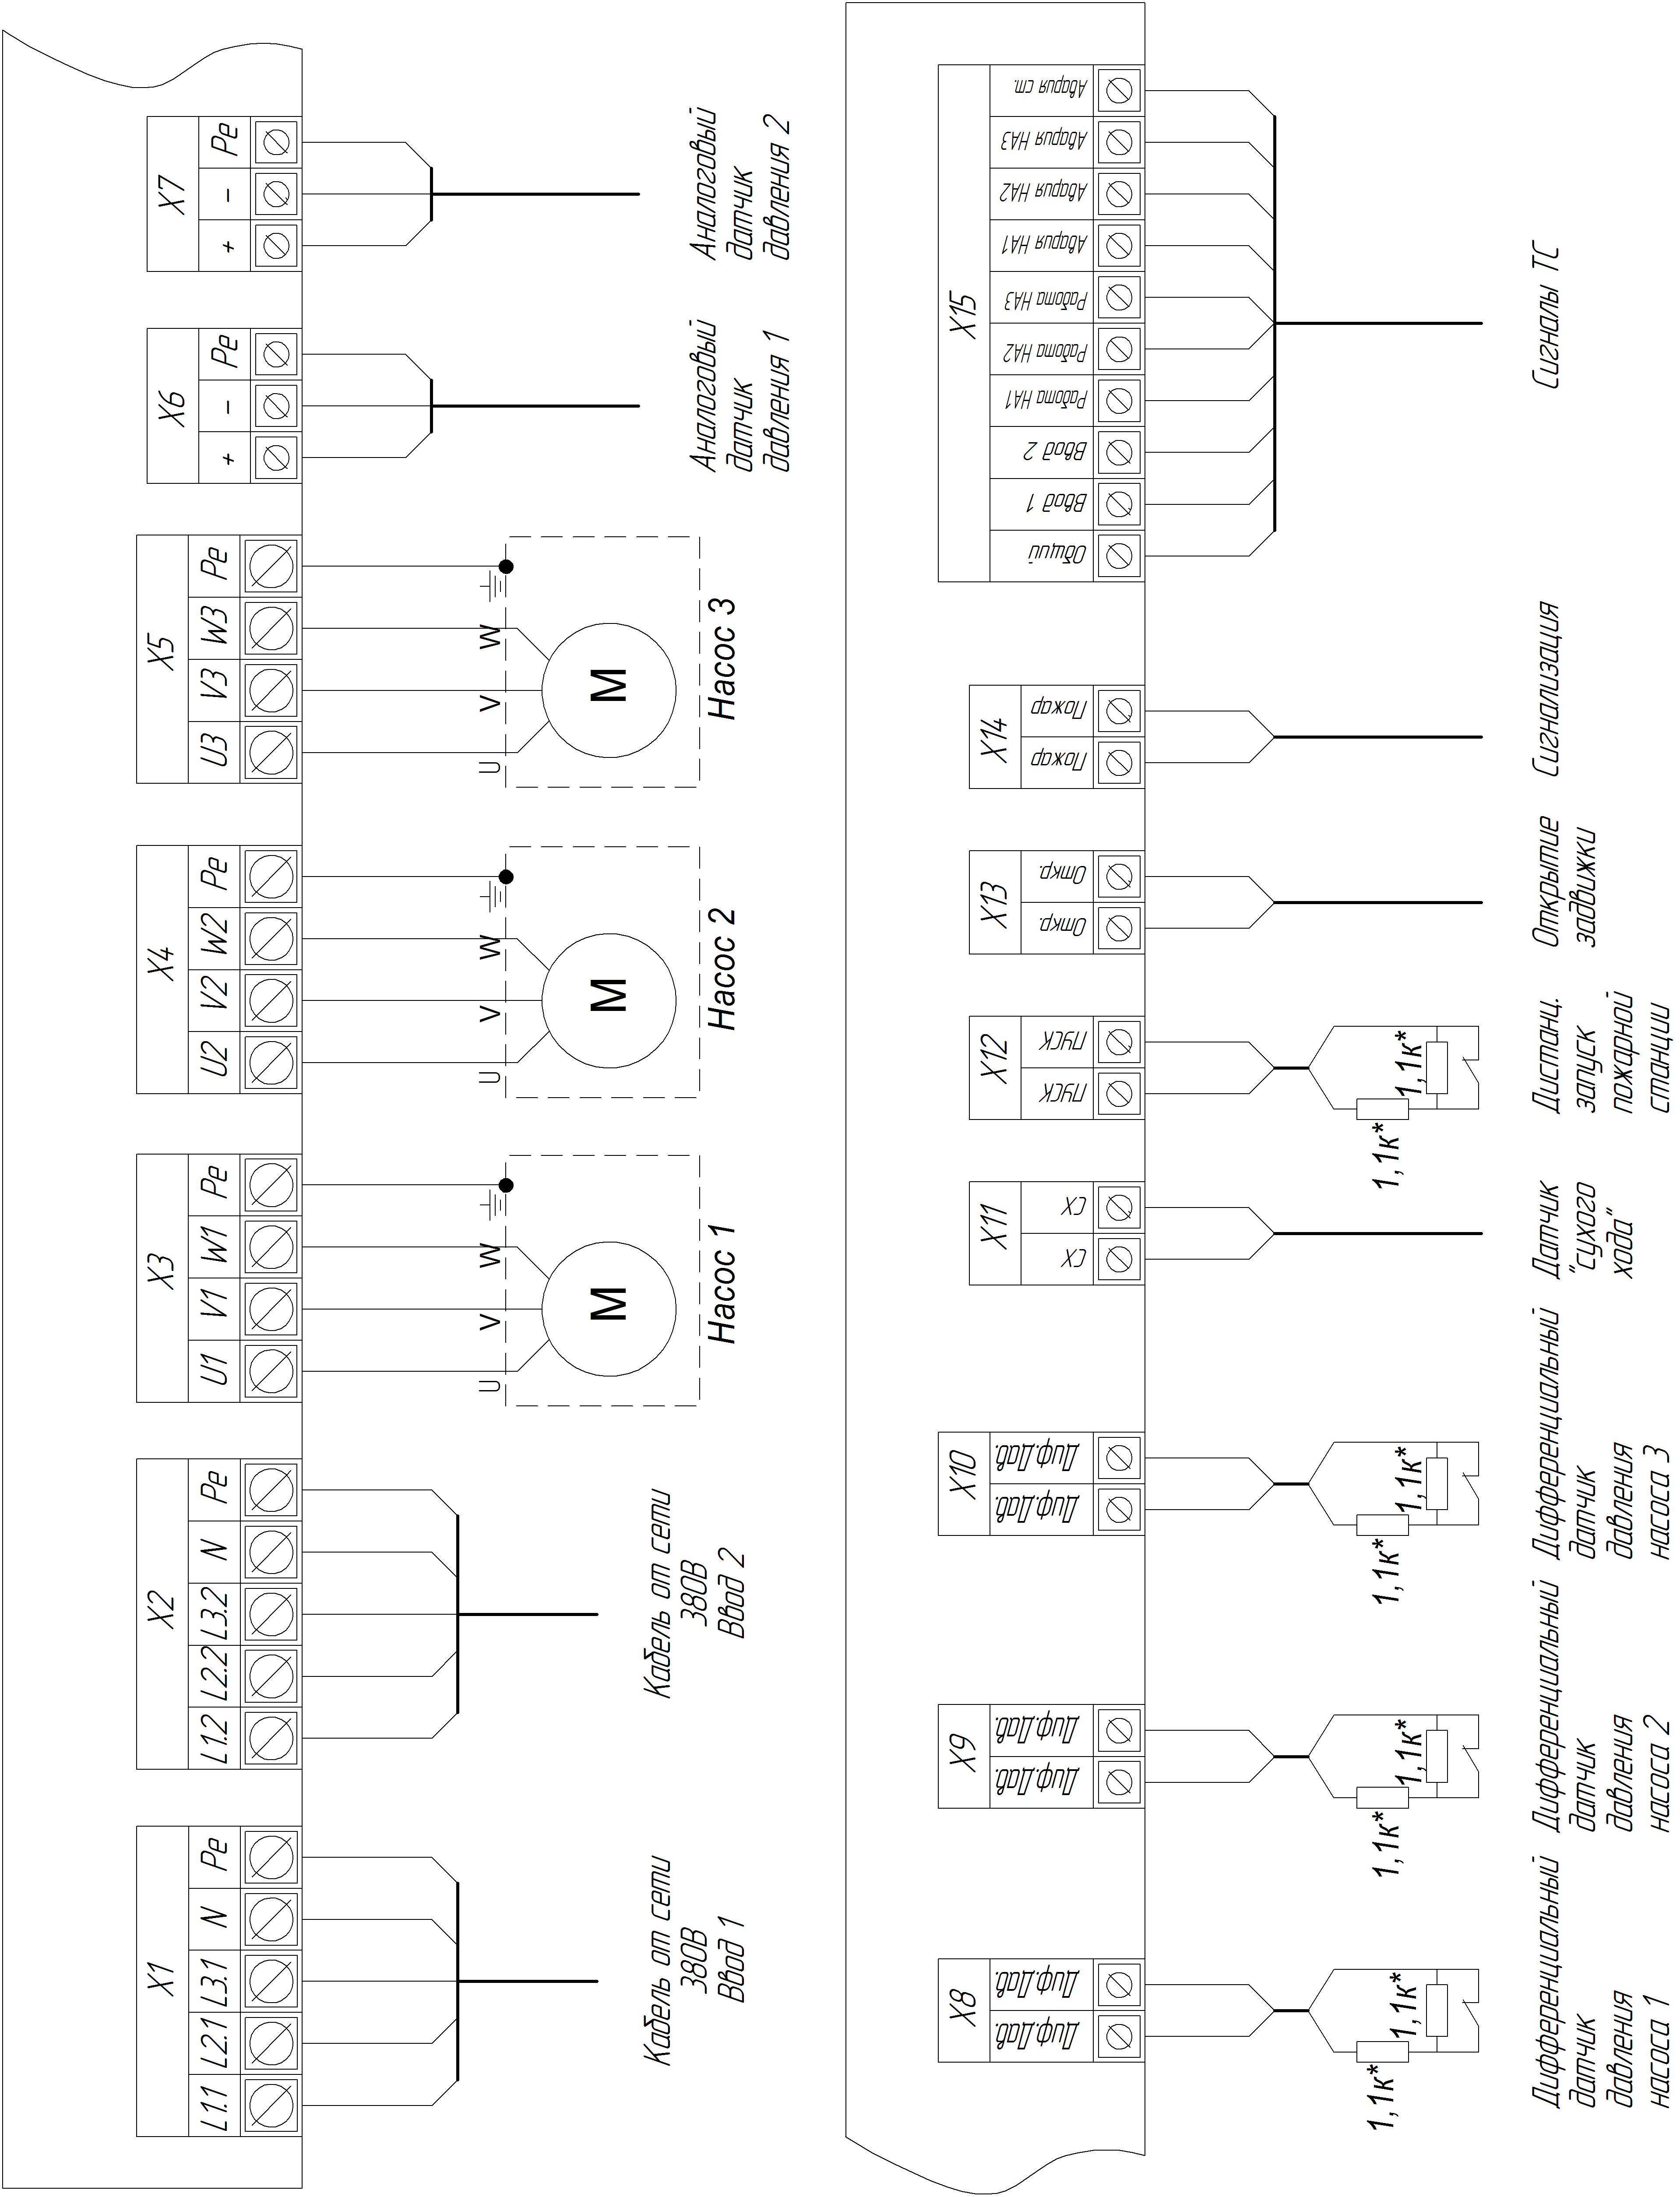 X1
L1.1 L2.1 L3.1 N Pe
Кабель от сети
380В
Ввод 1
X2
L1.2 L2.2 L3.2 N Pe
Кабель от сети
380В
Ввод 2
X3
U1 V1 W1 Pe
U V W
M
Насос 1
X4
U2 V2 W2 Pe
U V W
M
Насос 2
X5
U3 V3 W3 Pe
U V W
M
Насос 3
X6
+ - Pe
Аналоговый
датчик
давления 1
X7
+ - Pe
Аналоговый
датчик
давления 2
X8
Диф.Дав. Диф.Дав.
1,1к* 1,1к*
Дифференциальный
датчик
давления
насоса 1
X9
Диф.Дав. Диф.Дав.
1,1к* 1,1к*
Дифференциальный
датчик
давления
насоса 2
X10
Диф.Дав. Диф.Дав.
1,1к* 1,1к*
Дифференциальный
датчик
давления
насоса 3
X11
СХ СХ
Датчик
"сухого
хода"
X12
ПУСК ПУСК
1,1к* 1,1к*
Дистанц.
запуск
пожарной
станции
X13
Откр. Откр.
Открытие
задвижки
X14
Пожар Пожар
Сигнализация
X15
Общий
Ввод 1
Ввод 2
Работа НА1
Работа НА2
Работа НА3
Авария НА1
Авария НА2
Авария НА3
Авария ст.
Сигналы ТС